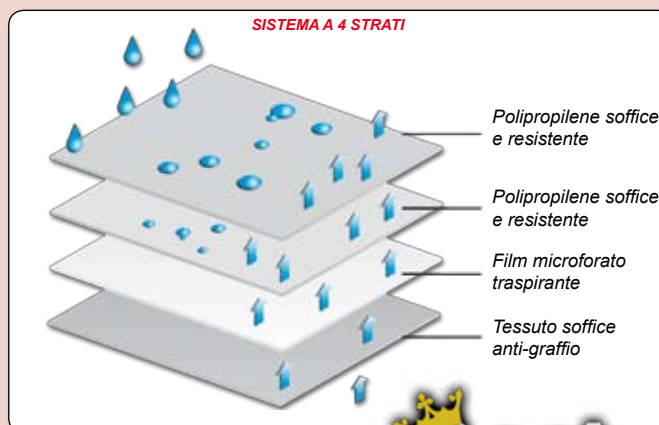 SISTEMA A 4 STRATI
Polipropilene soffice
e resistente
Polipropilene soffice
e resistente
Film microforato
traspirante
Tessuto soffice
anti-graffio